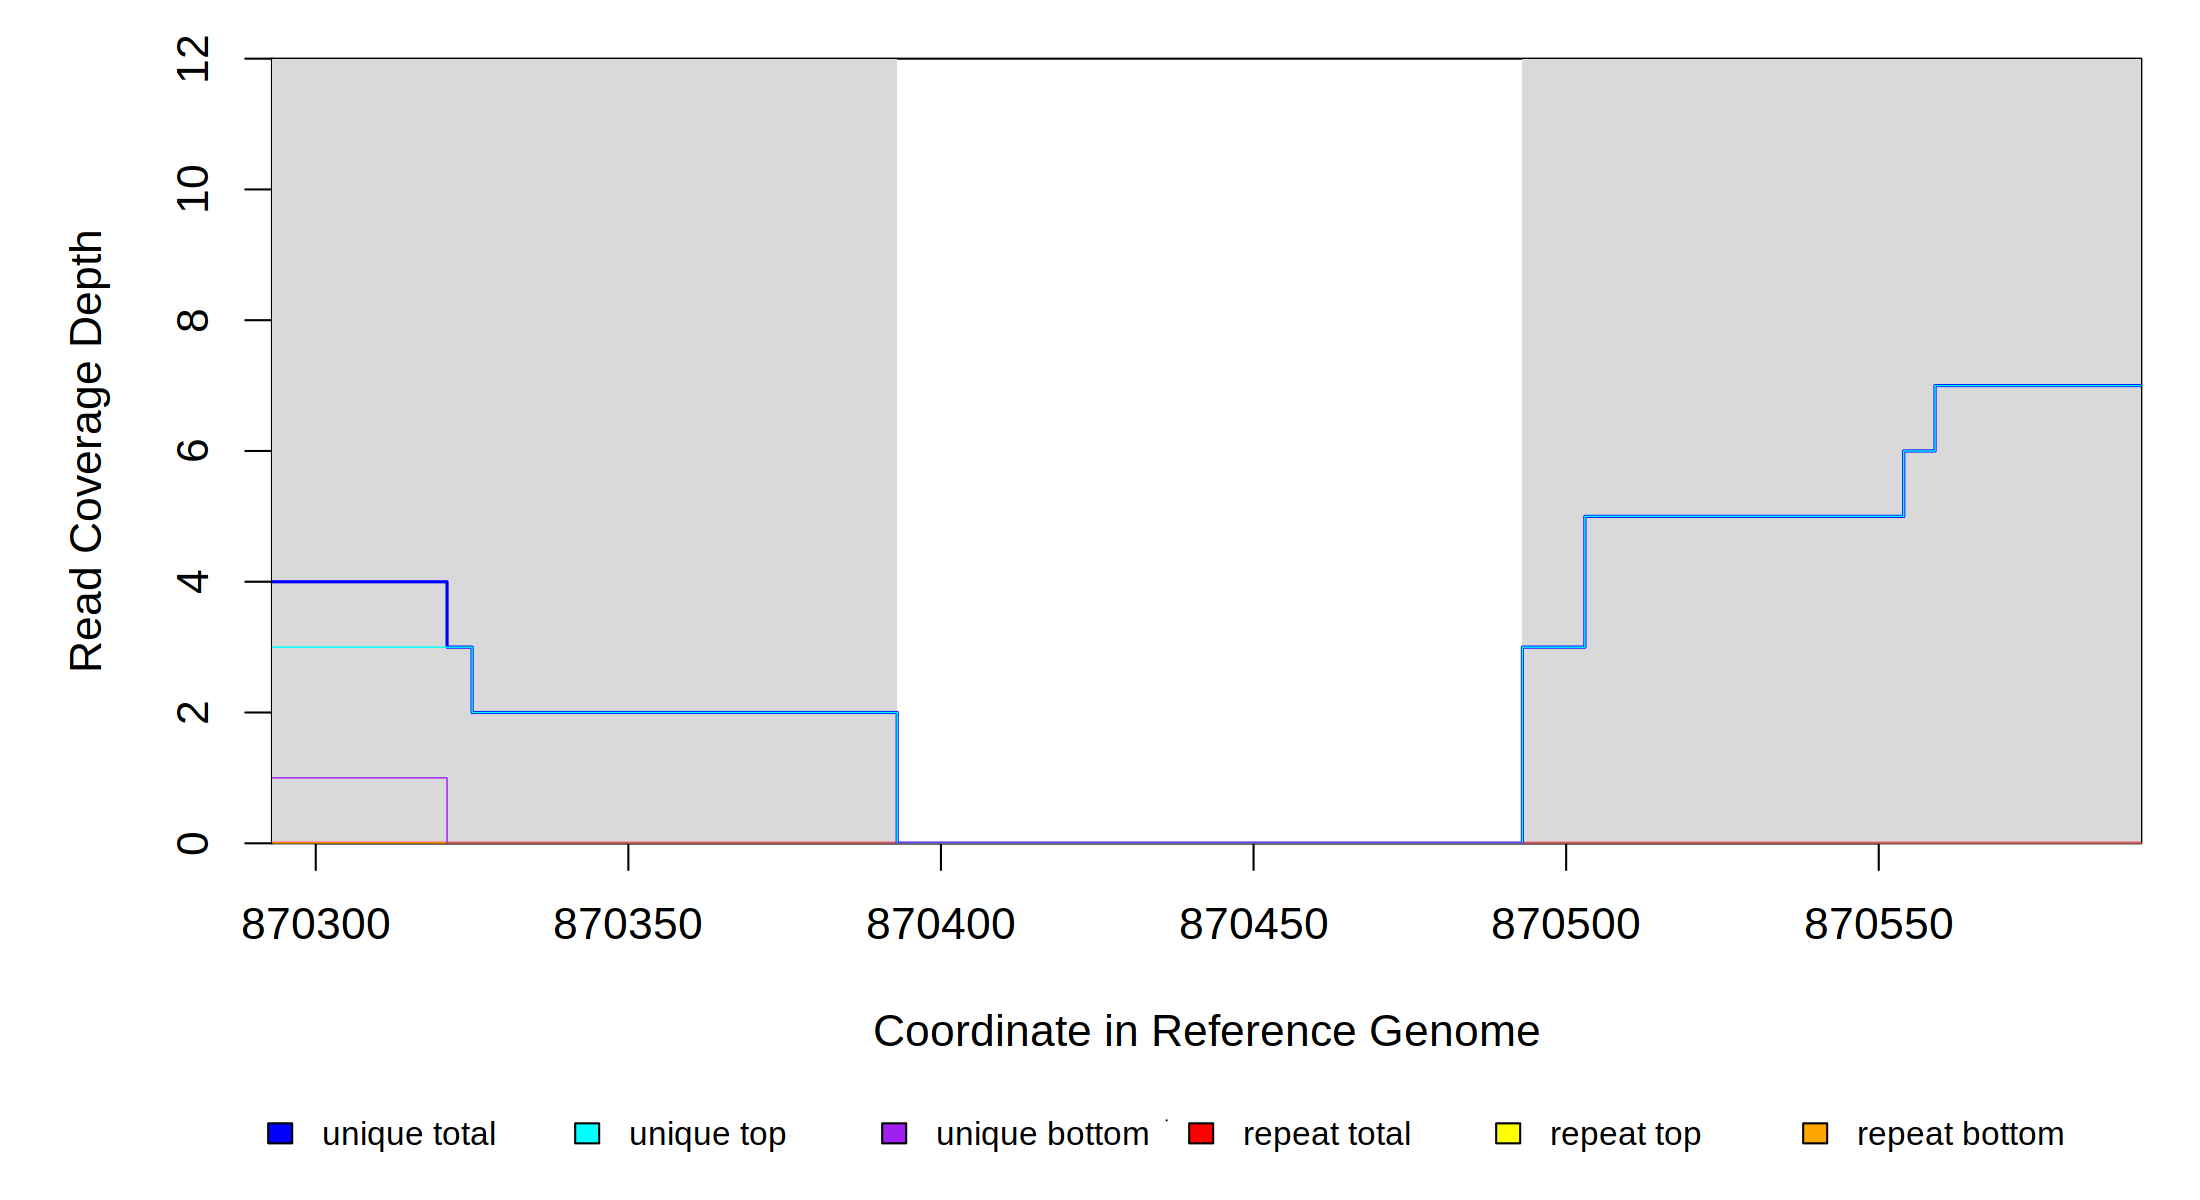 12
10
8
6
4
2
0
Read Coverage Depth
870300 870350 870400 870450 870500 870550
Coordinate in Reference Genome
unique total unique top unique bottom repeat total repeat top repeat bottom